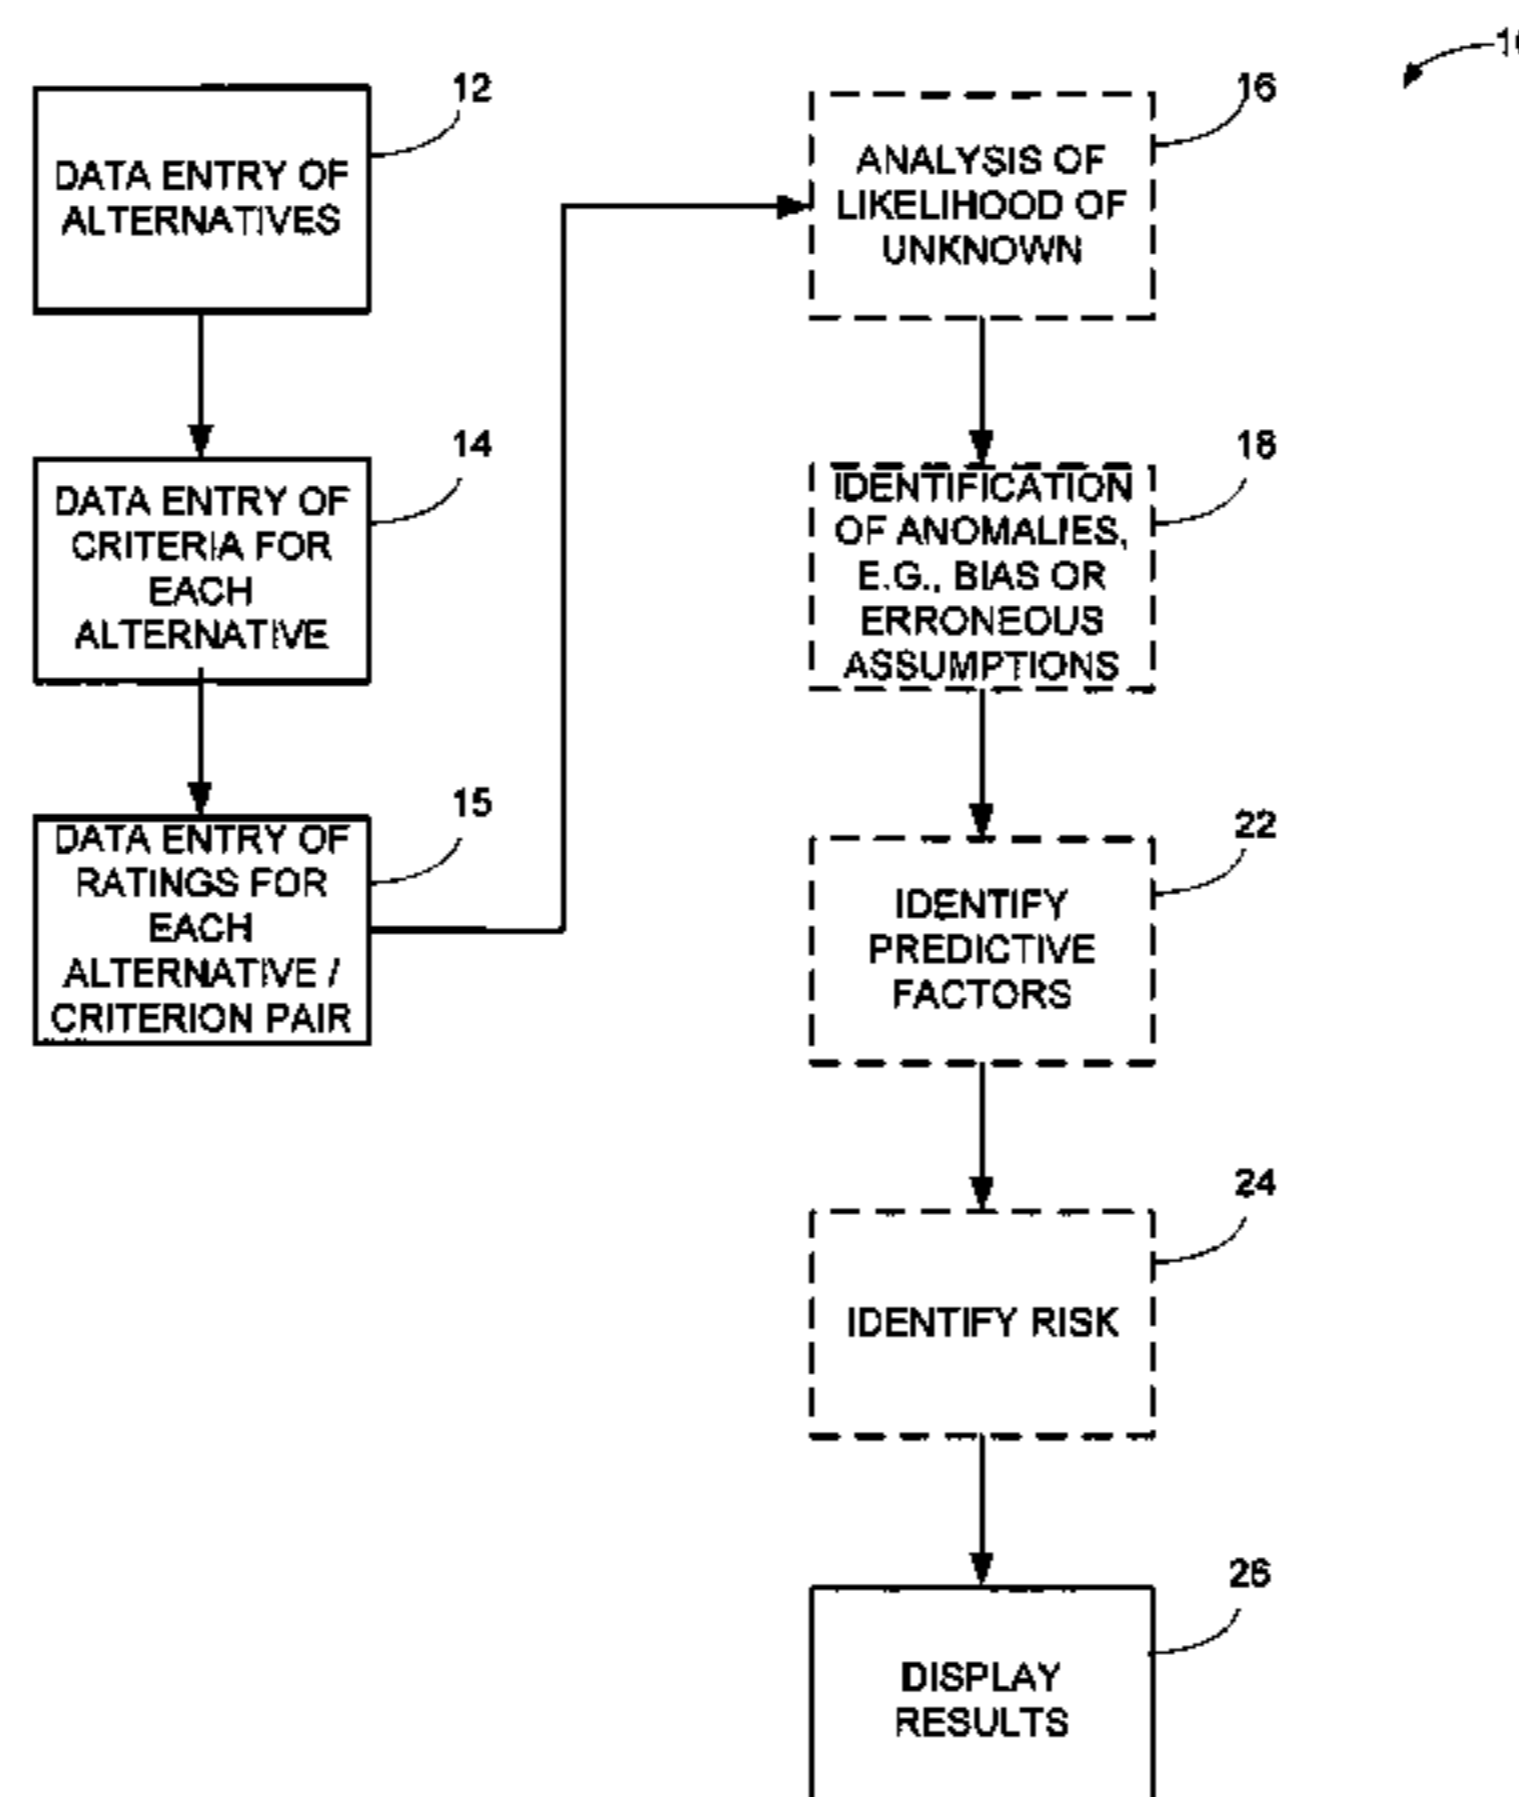 12
DATA ENTRY OF
ALTERNATIVES
14
DATA ENTRY OF
CRITERIA FOR
EACH
ALTERNATIVE
15
DATA ENTRY OF
RATINGS FOR
EACH
ALTERNATIVE /
CRITERION PAIR
16
ANALYSIS OF
LIKELIHOOD OF
UNKNOWN
18
IDENTIFICATION
OF ANOMALIES,
E.G., BIAS OR
ERRONEOUS
ASSUMPTIONS
22
IDENTIFY
PREDICTIVE
FACTORS
24
IDENTIFY RISK
26
DISPLAY
RESULTS